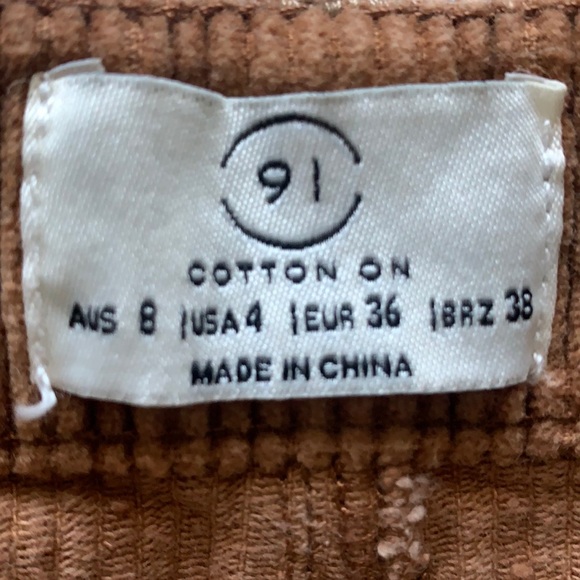 91
COTTON ON
AUS 8 |USA 4 |EUR 36 |BRZ 38
MADE IN CHINA